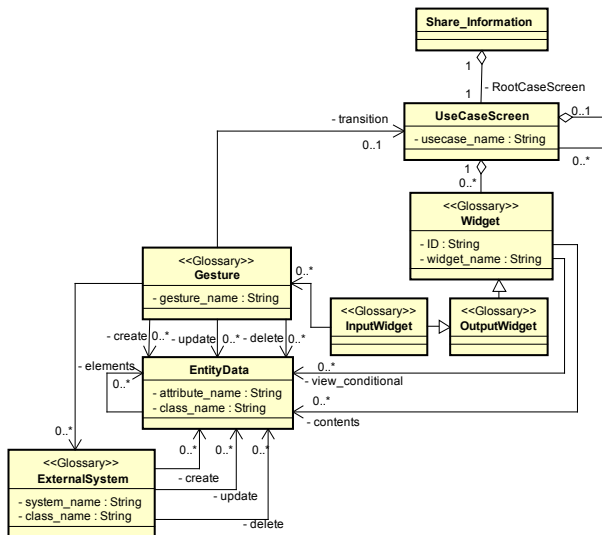 Share_Information
1
1
- RootCaseScreen
UseCaseScreen
- usecase_name : String
0..1
0..*
- transition
0..1
1
0..*
<<Glossary>>
Widget
- ID : String
- widget_name : String
<<Glossary>>
Gesture
- gesture_name : String
0..*
<<Glossary>>
InputWidget
<<Glossary>>
OutputWidget
- create
0..*
- update
0..*
- delete
0..*
- elements
0..*
EntityData
- attribute_name : String
- class_name : String
0..*
- view_conditional
0..*
- contents
0..*
<<Glossary>>
ExternalSystem
- system_name : String
- class_name : String
0..*
0..*
0..*
- create
- update
- delete